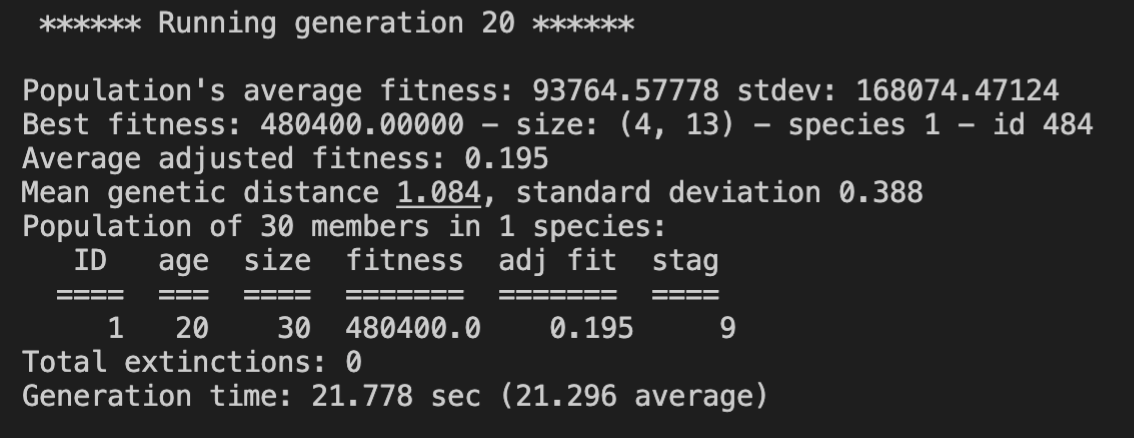 ****** Running generation 20 ******
Population's average fitness: 93764.57778 stdev: 168074.47124
Best fitness: 480400.00000 – size: (4, 13) – species 1 – id 484
Average adjusted fitness: 0.195
Mean genetic distance 1.084, standard deviation 0.388
Population of 30 members in 1 species:
ID age size fitness adj fit stag
==== === ==== ======= ======= ====
1 20 30 480400.0 0.195 9
Total extinctions: 0
Generation time: 21.778 sec (21.296 average)